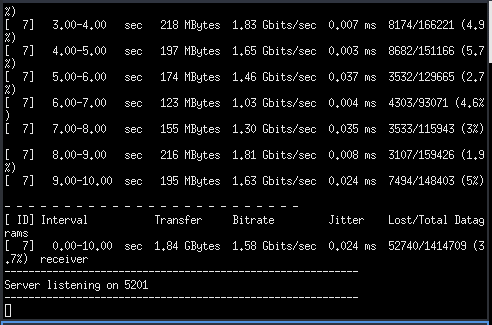 %)
[  7]   3.00-4.00   sec   218 MBytes  1.83 Gbits/sec  0.007 ms  8174/166221 (4.9
%)
[  7]   4.00-5.00   sec   197 MBytes  1.65 Gbits/sec  0.003 ms  8682/151166 (5.7
%)
[  7]   5.00-6.00   sec   174 MBytes  1.46 Gbits/sec  0.037 ms  3532/129665 (2.7
%)
[  7]   6.00-7.00   sec   123 MBytes  1.03 Gbits/sec  0.004 ms  4303/93071 (4.6%
)
[  7]   7.00-8.00   sec   155 MBytes  1.30 Gbits/sec  0.035 ms  3533/115943 (3%)
[  7]   8.00-9.00   sec   216 MBytes  1.81 Gbits/sec  0.008 ms  3107/159426 (1.9
%)
[  7]   9.00-10.00  sec   195 MBytes  1.63 Gbits/sec  0.024 ms  7494/148403 (5%)
- - - - - - - - - - - - - - - - - - - - - - - - -
[ ID] Interval           Transfer     Bitrate         Jitter    Lost/Total Datag
rams
[  7]   0.00-10.00  sec  1.84 GBytes  1.58 Gbits/sec  0.024 ms  52740/1414709 (3
.7%)  receiver
-----------------------------------------------------------
Server listening on 5201
-----------------------------------------------------------